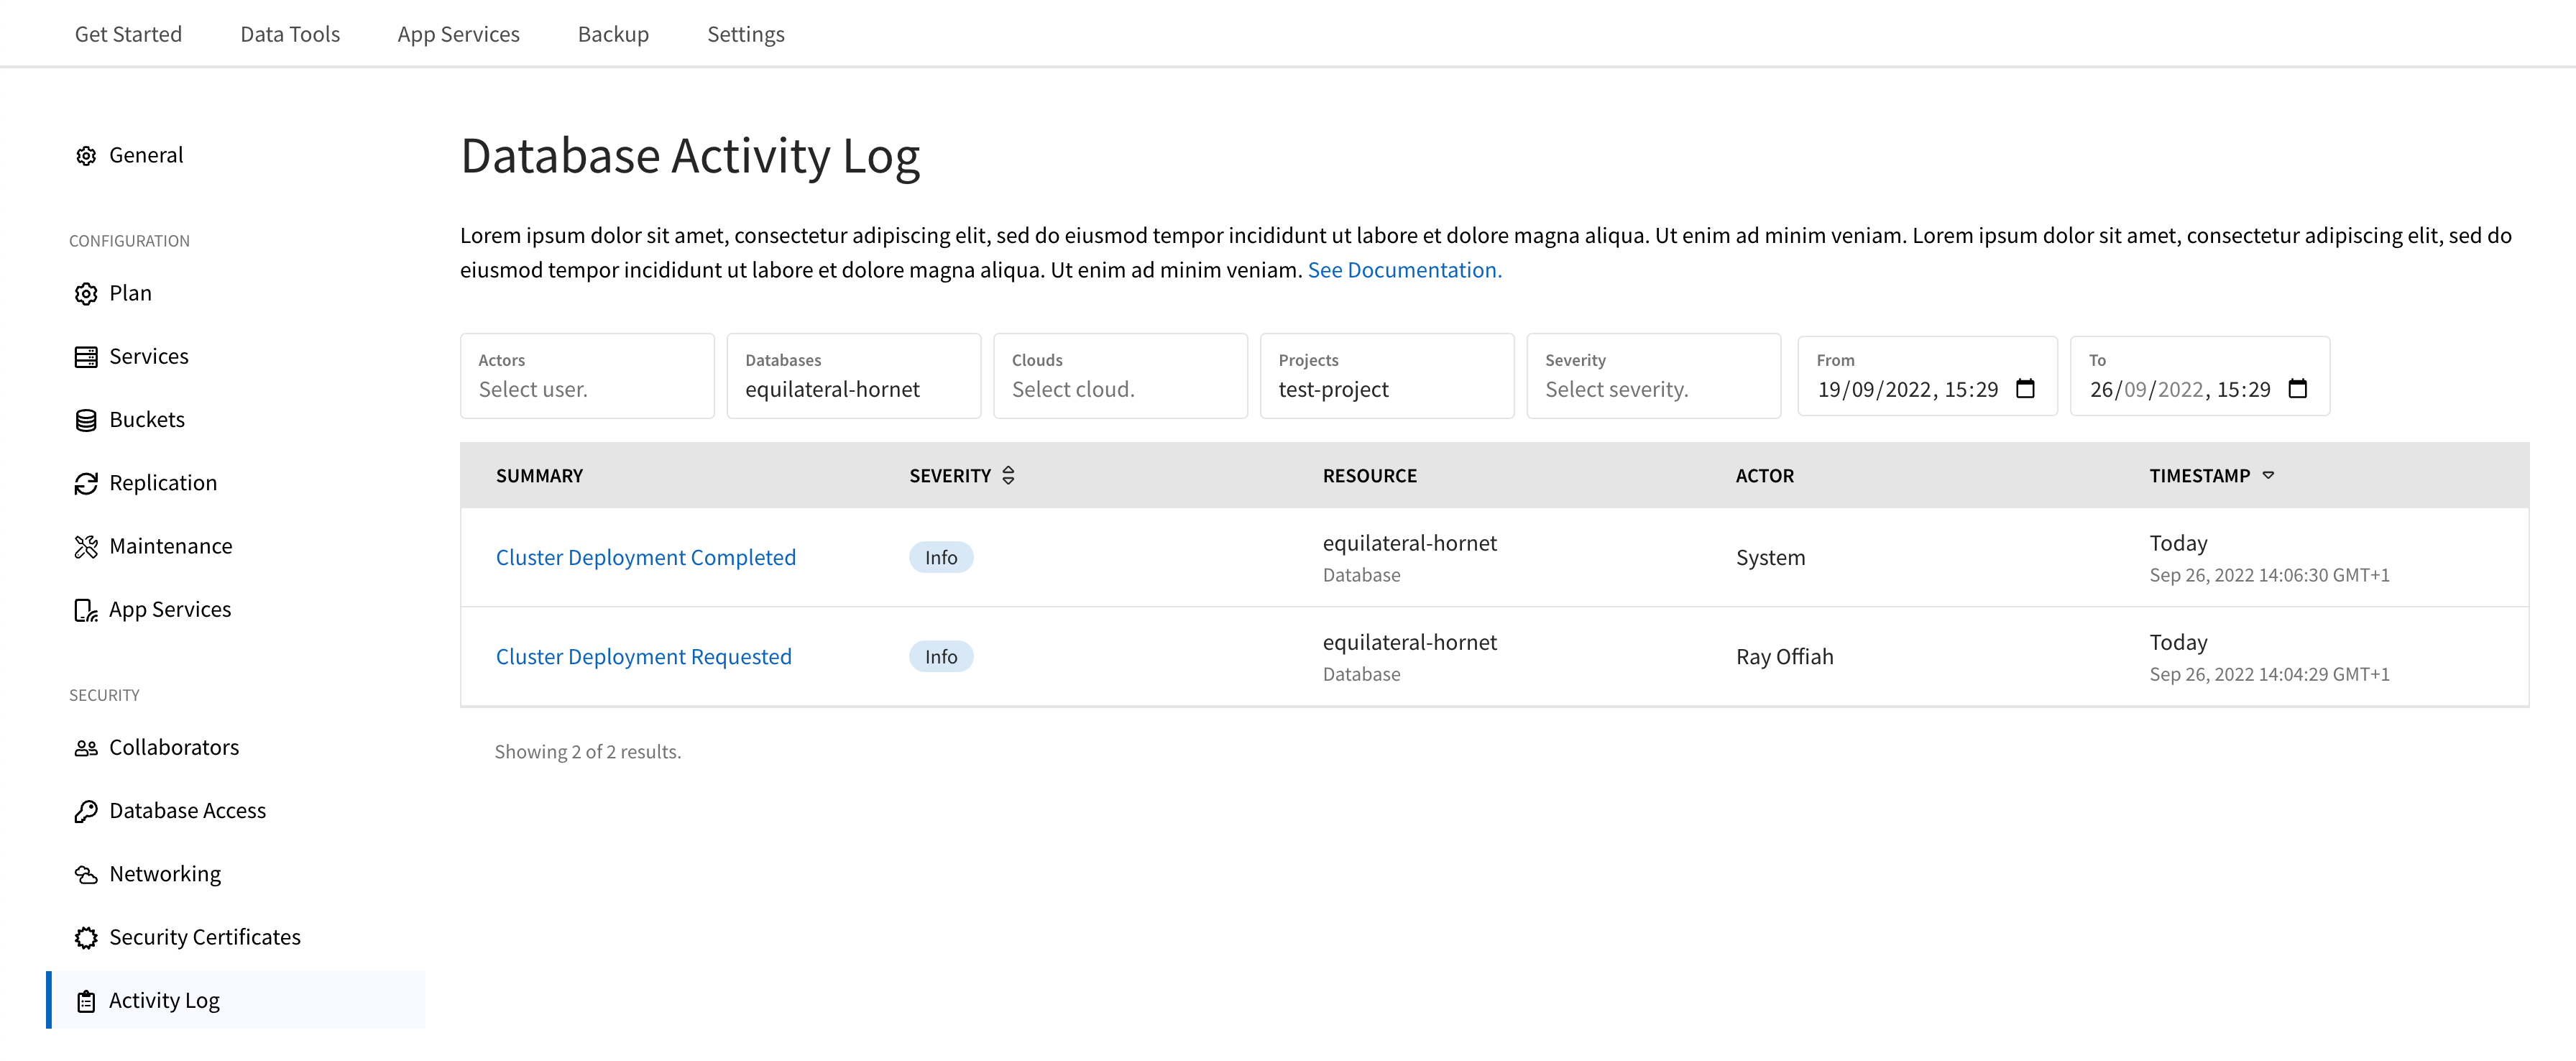 Get Started
Data Tools
App Services
Backup
Settings
General
CONFIGURATION
Plan
Services
Buckets
Replication
Maintenance
App Services
SECURITY
Collaborators
Database Access
Networking
Security Certificates
Activity Log
Database Activity Log
Lorem ipsum dolor sit amet, consectetur adipiscing elit, sed do eiusmod tempor incididunt ut labore et dolore magna aliqua. Ut enim ad minim veniam. Lorem ipsum dolor sit amet, consectetur adipiscing elit, sed do
eiusmod tempor incididunt ut labore et dolore magna aliqua. Ut enim ad minim veniam. See Documentation.
Actors
Select user.
Databases
equilateral-hornet
Clouds
Select cloud.
Projects
test-project
Severity
Select severity.
From
19/09/2022, 15:29
To
26/09/2022, 15:29
SUMMARY
SEVERITY
RESOURCE
ACTOR
TIMESTAMP
Cluster Deployment Completed
Info
equilateral-hornet
Database
System
Today
Sep 26, 2022 14:06:30 GMT+1
Cluster Deployment Requested
Info
equilateral-hornet
Database
Ray Offiah
Today
Sep 26, 2022 14:04:29 GMT+1
Showing 2 of 2 results.